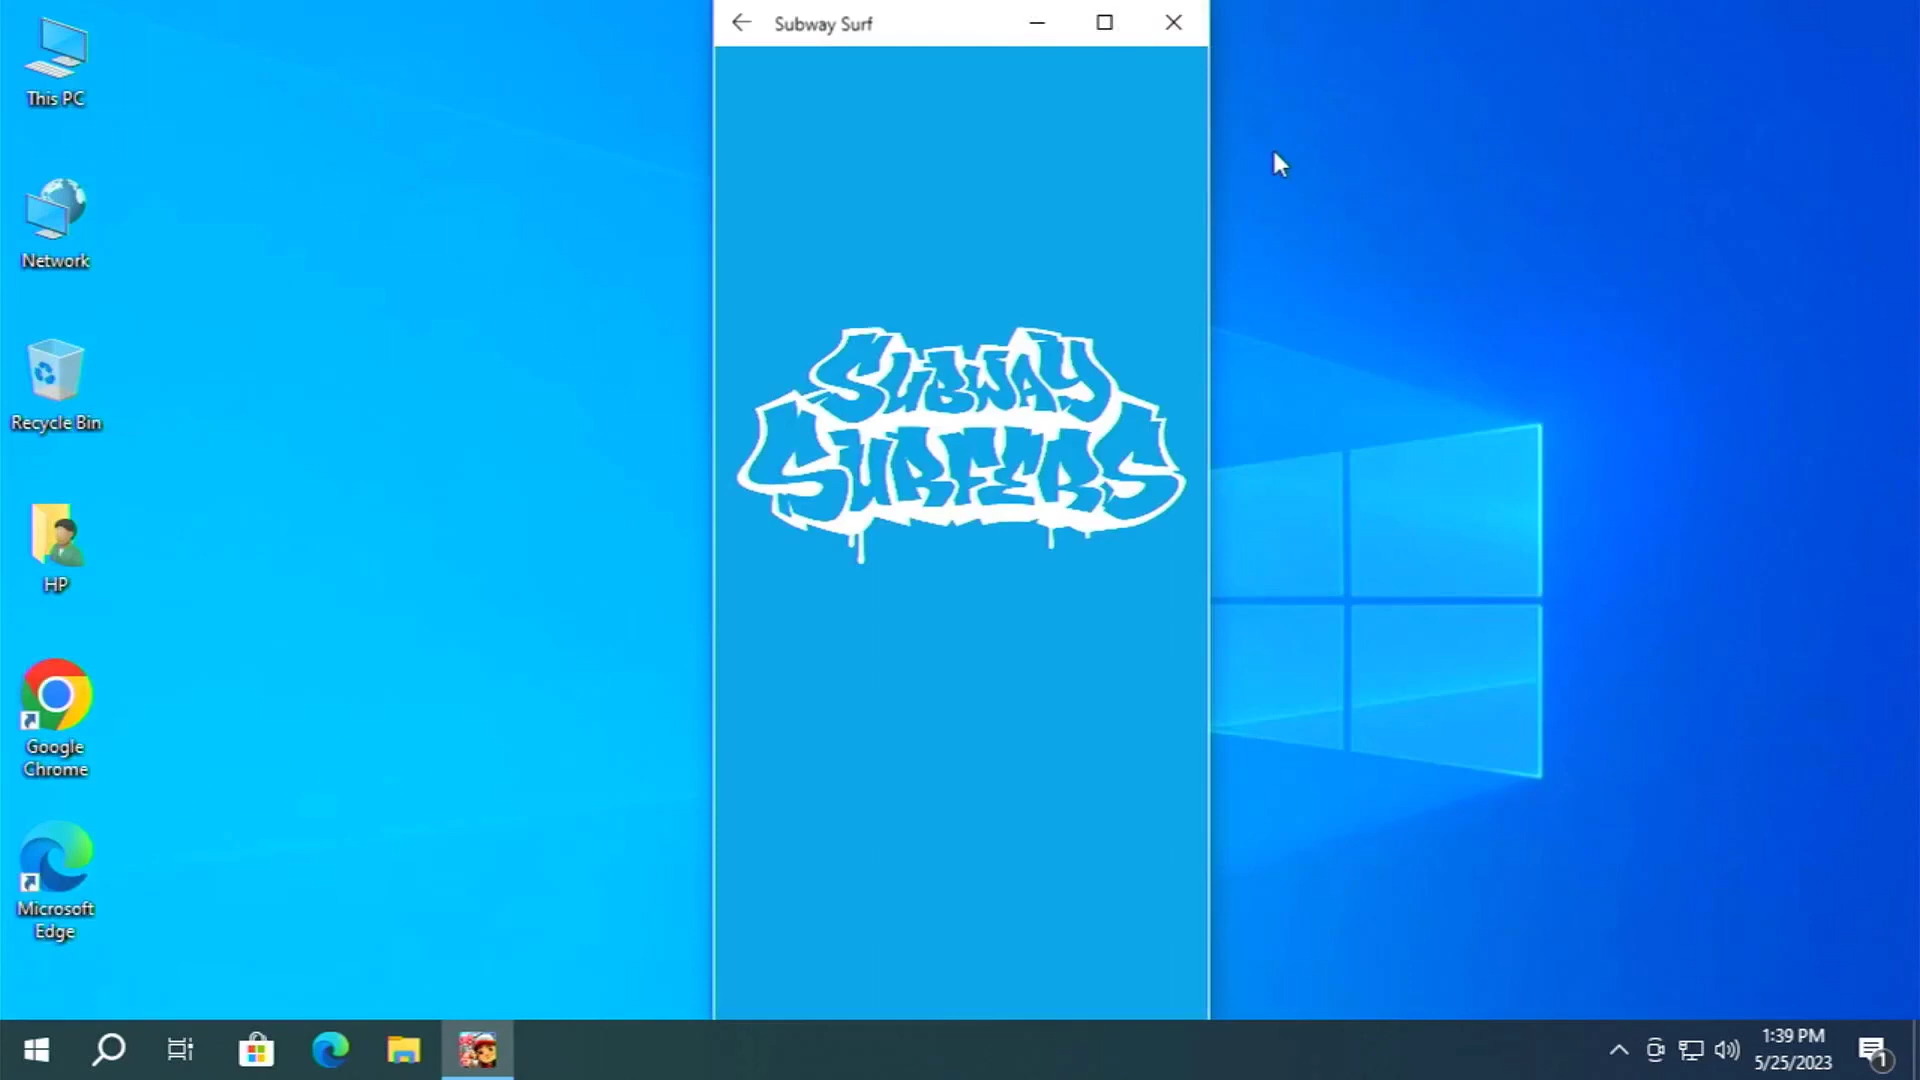 Subway Surf
This PC
Network
Recycle Bin
HP
Google
Chrome
Microsoft
Edge
SUBWAY
SURFERS
1:39 PM
5/25/2023
1